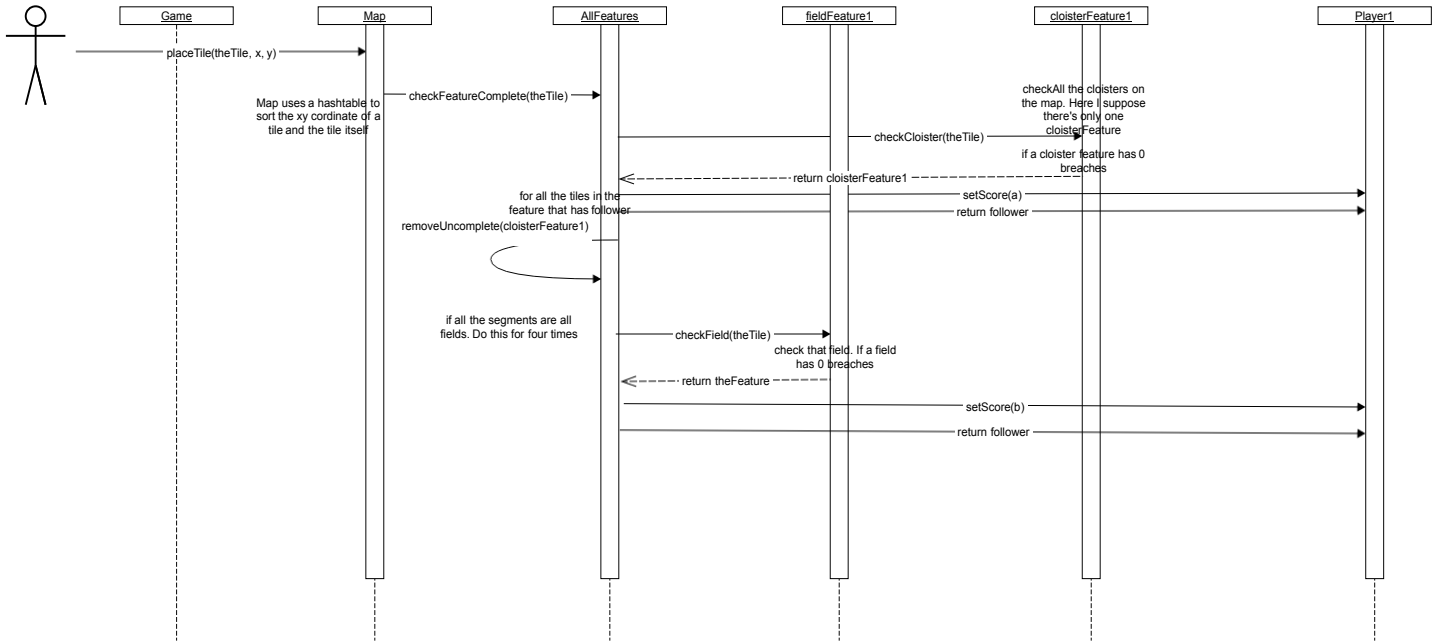 Game
Map
AllFeatures
fieldFeature1
cloisterFeature1
Player1
placeTile(theTile, x, y)
Map uses a hashtable to
sort the xy cordinate of a
tile and the tile itself
checkFeatureComplete(theTile)
checkAll the cloisters on
the map. Here I suppose
there's only one
cloisterFeature
checkCloister(theTile)
if a cloister feature has 0
breaches
return cloisterFeature1
for all the tiles in the
feature that has follower
setScore(a)
return follower
removeUncomplete(cloisterFeature1)
if all the segments are all
fields. Do this for four times
checkField(theTile)
check that field. If a field
has 0 breaches
return theFeature
setScore(b)
return follower